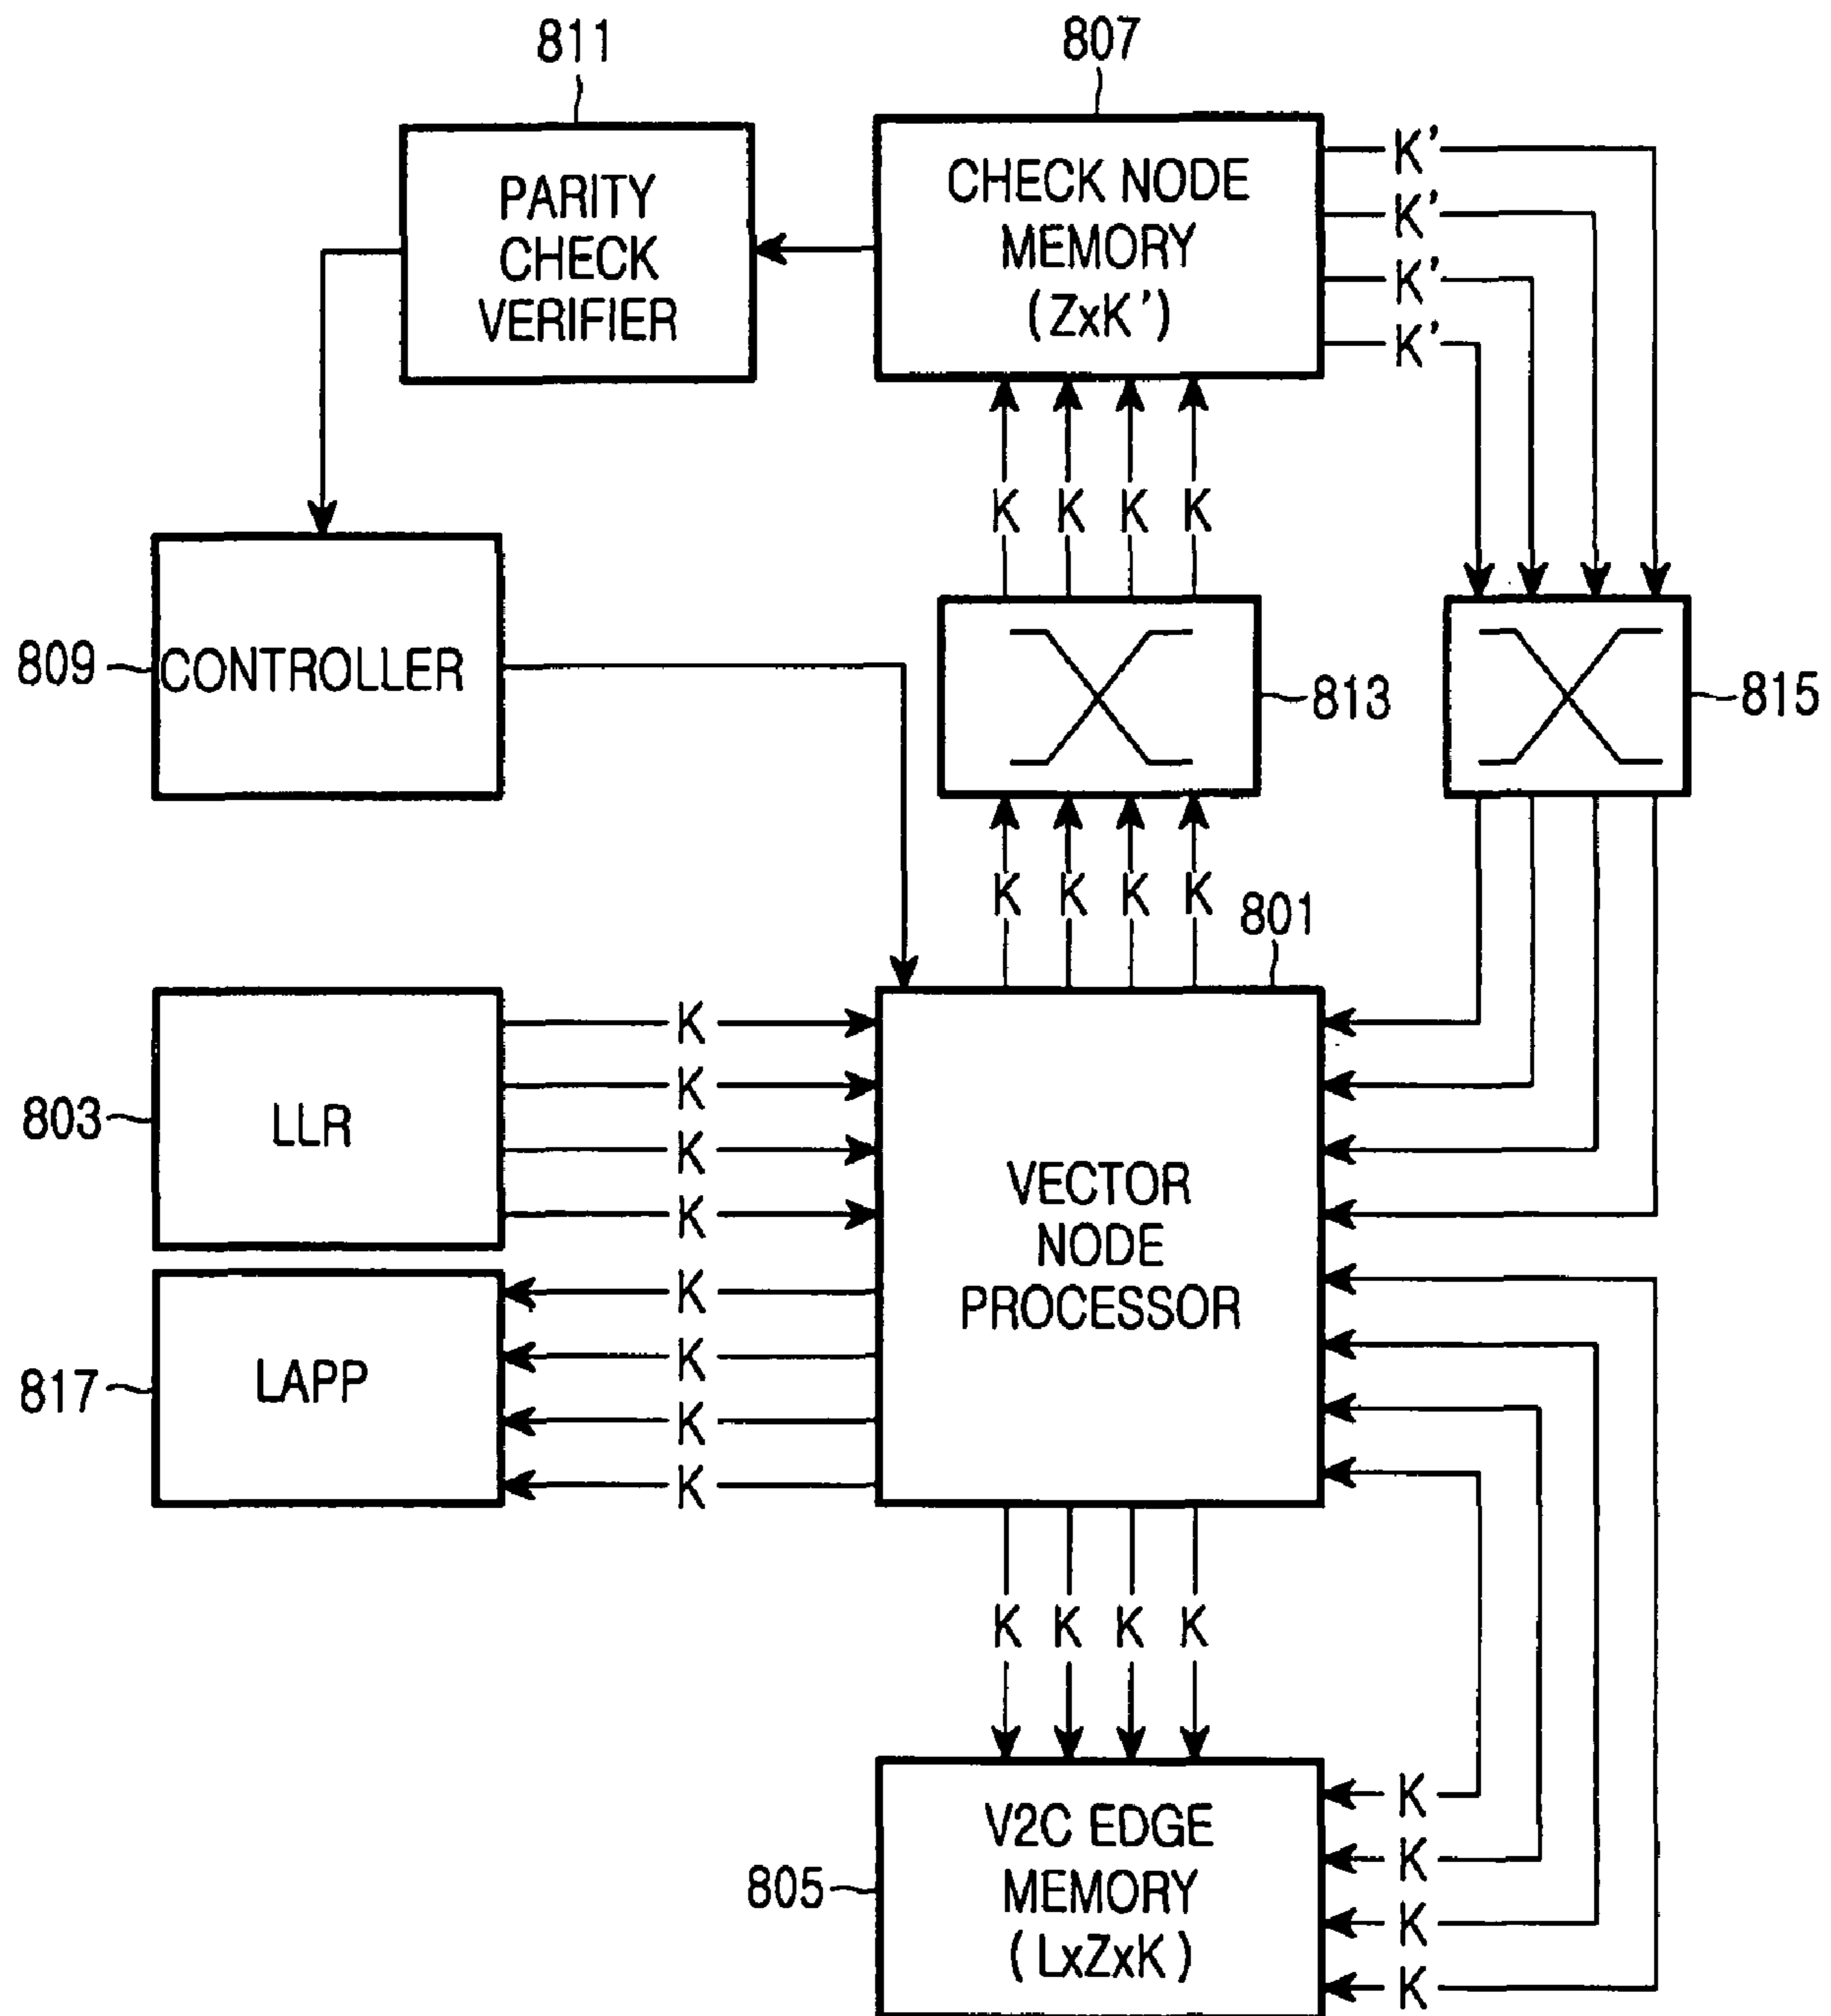 811
807
PARITY
CHECK
VERIFIER
CHECK NODE
MEMORY
(ZxK')
K'
K'
K'
K'
K K K K
809
CONTROLLER
813
815
K K K K
801
803
LLR
K
K
K
K
VECTOR
NODE
PROCESSOR
817
LAPP
K
K
K
K
K K K K
805
V2C EDGE
MEMORY
(LxZxK)
K
K
K
K